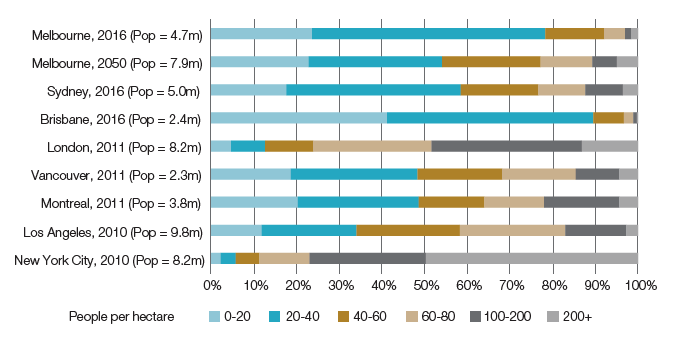 Melbourne, 2016 (Pop = 4.7m)
Melbourne, 2050 (Pop = 7.9m)
Sydney, 2016 (Pop = 5.0m)
Brisbane, 2016 (Pop = 2.4m)
London, 2011 (Pop = 8.2m)
Vancouver, 2011 (Pop = 2.3m)
Montreal, 2011 (Pop = 3.8m)
Los Angeles, 2010 (Pop = 9.8m)
New York City, 2010 (Pop = 8.2m)
0% 10% 20% 30% 40% 50% 60% 70% 80% 90% 100%
People per hectare 0-20 20-40 40-60 60-80 100-200 200+